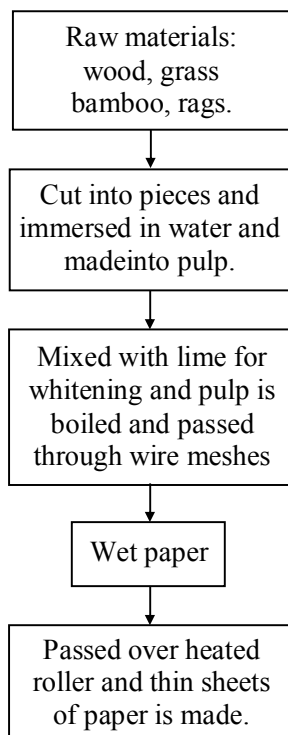 Raw materials:
wood, grass
bamboo, rags.
Cut into pieces and
immersed in water and
madeinto pulp.
Mixed with lime for
whitening and pulp is
boiled and passed
through wire meshes
Wet paper
Passed over heated
roller and thin sheets
of paper is made.